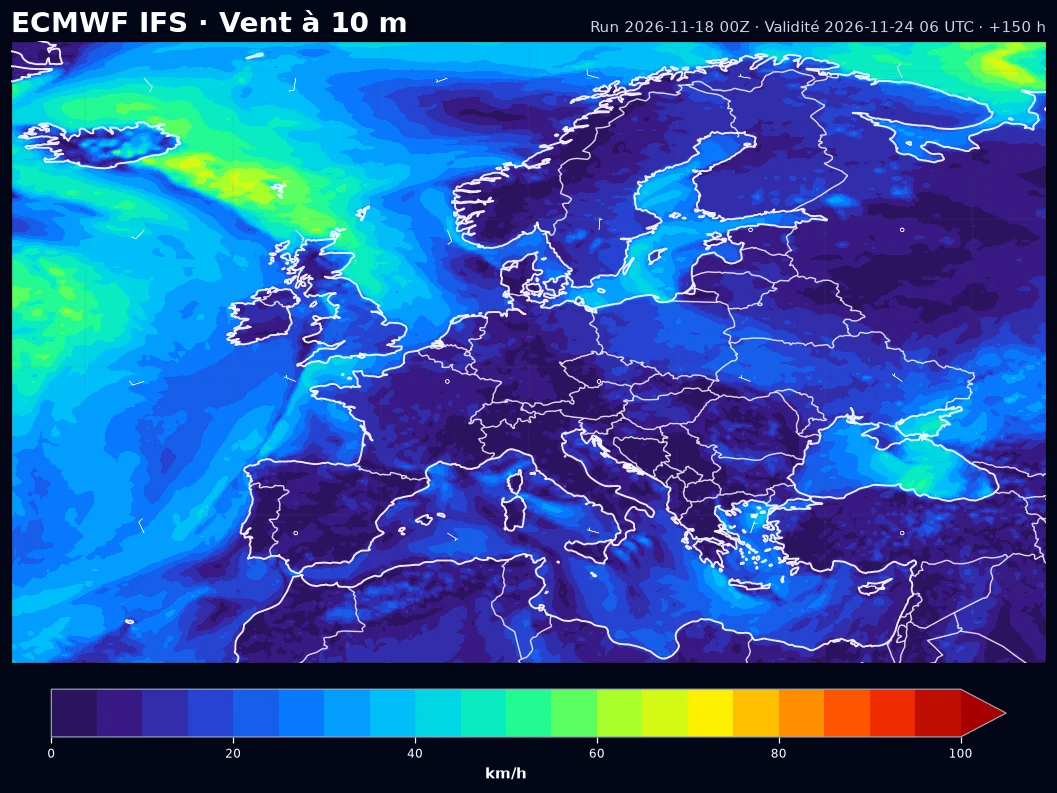 ECMWF IFS · Vent à 10 m
Run 2026-11-18 00Z · Validité 2026-11-24 06 UTC · +150 h
0 20 40 60 80 100
km/h